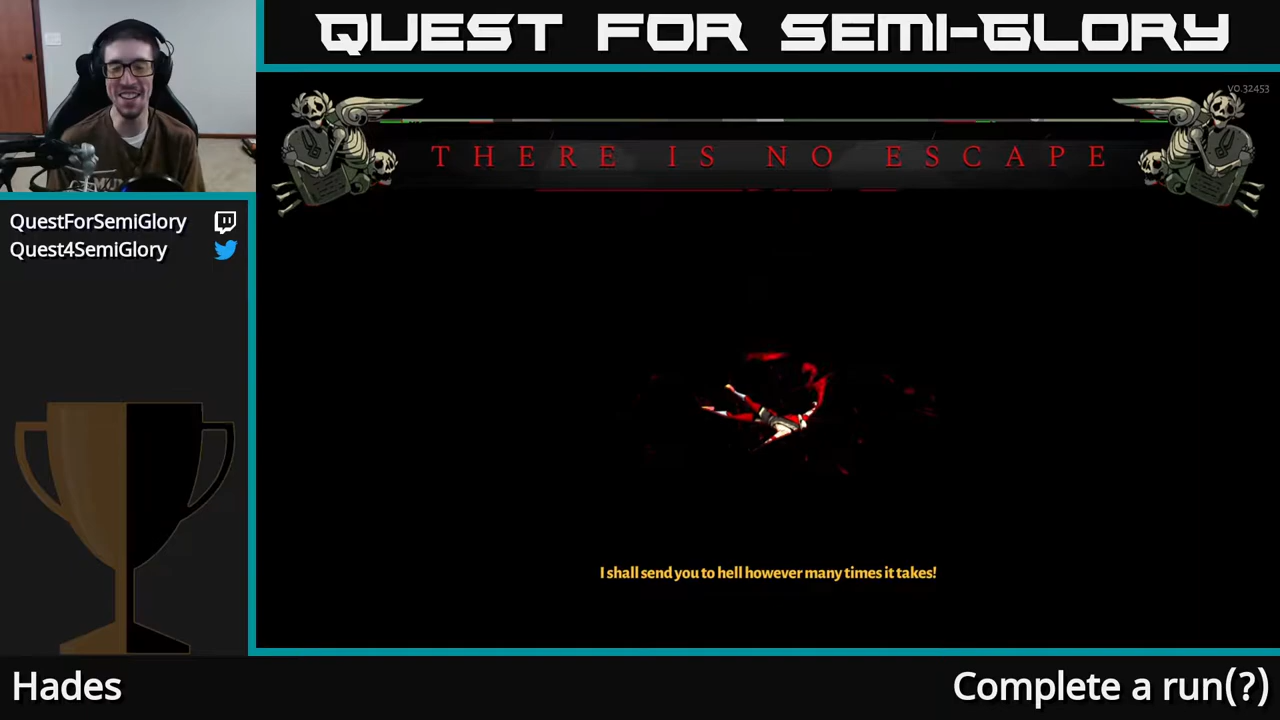 QUEST FOR SEMI-GLORY
V0.32453
THERE IS NO ESCAPE
QuestForSemiGlory
Quest4SemiGlory
I shall send you to hell however many times it takes!
Hades
Complete a run(?)